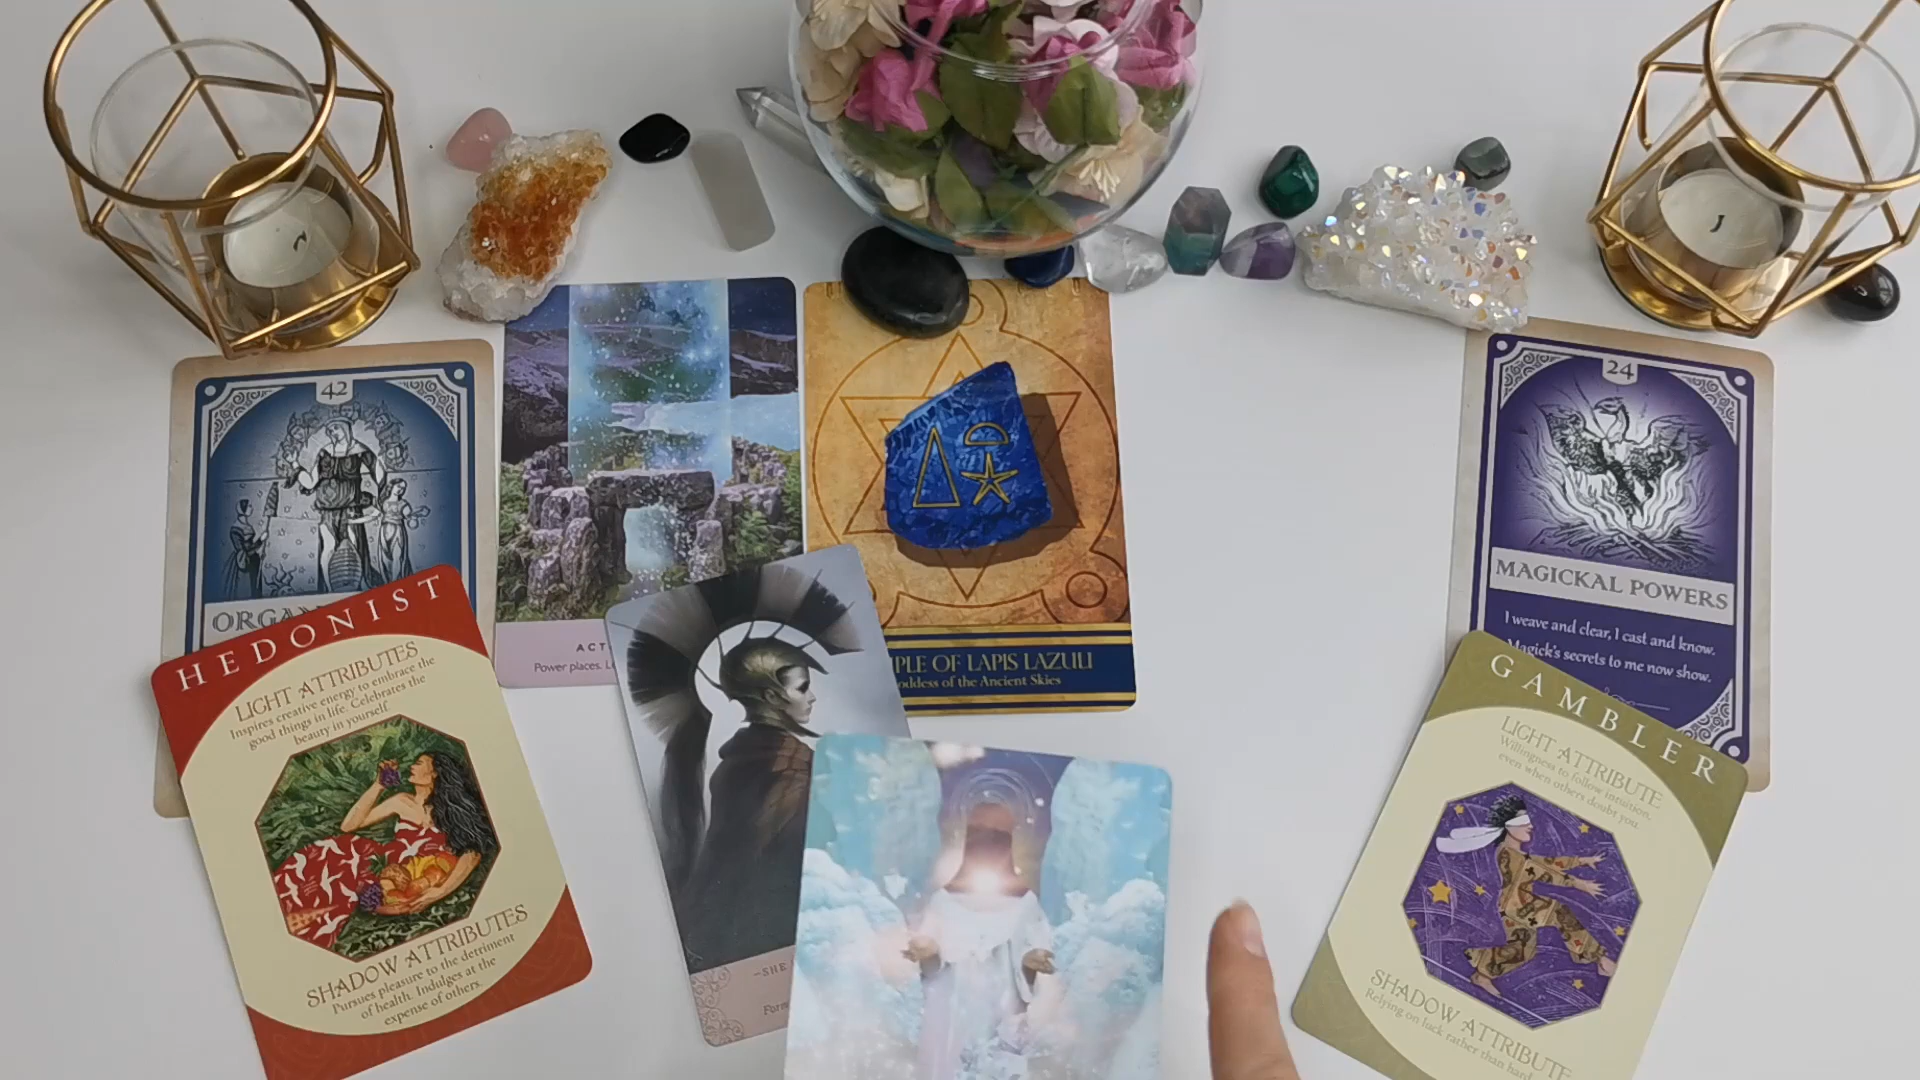 42
HEDONIST
LIGHT ATTRIBUTES
Inspires creative energy to embrace the
good things in life. Celebrates the
beauty in yourself
SHADOW ATTRIBUTES
Pursues pleasure to the detriment
of health. Indulges at the
expense of others.
Power places.
LAPIS LAZULI
of the Ancient Skies
OF
–SHE
24
MAGICKAL POWERS
I weave and clear, I cast and know.
Magick's secrets to me now show.
GAMBLER
LIGHT ATTRIBUTE
Willingness to follow intuition,
even when others doubt you.
SHADOW ATTRIBUTE
Relying on luck rather than hard